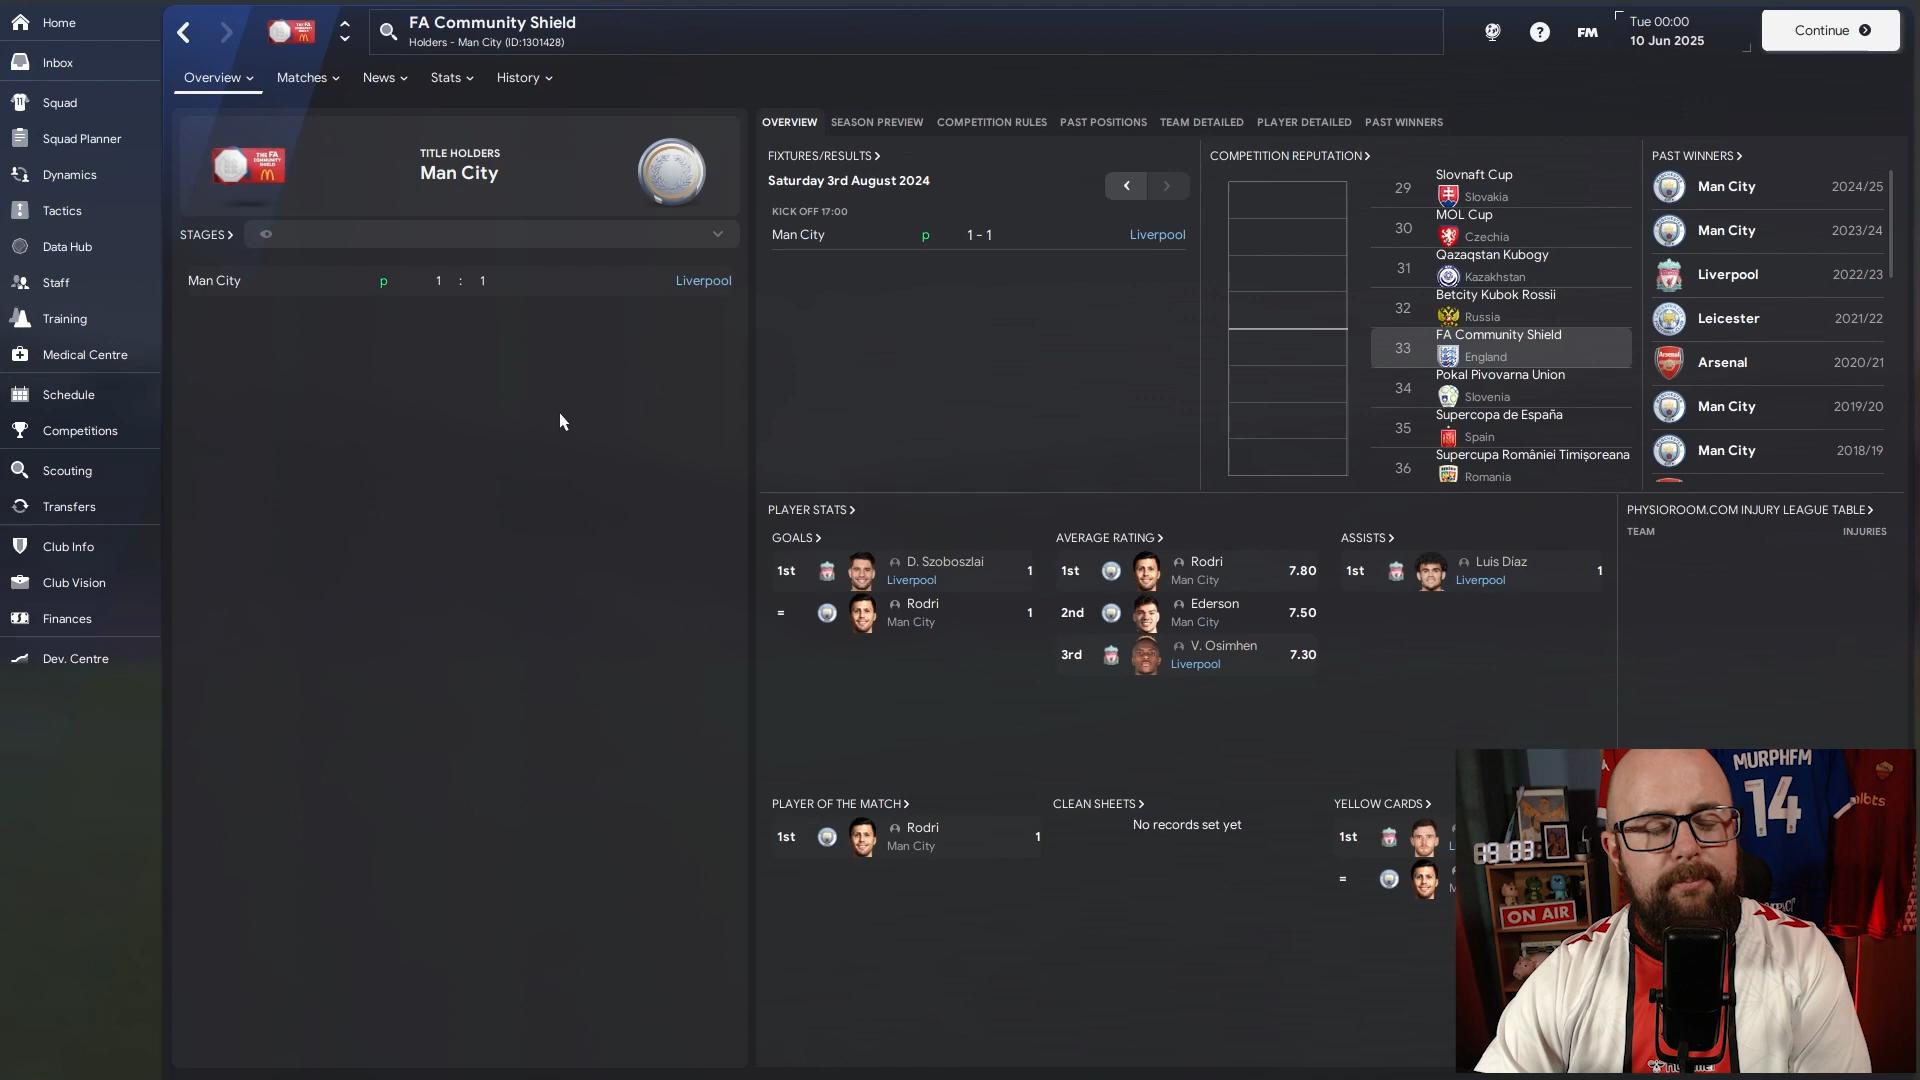 Home
Inbox
Squad
Squad Planner
Dynamics
Tactics
Data Hub
Staff
Training
Medical Centre
Schedule
Competitions
Scouting
Transfers
Club Info
Club Vision
Finances
Dev. Centre
FA Community Shield
Holders - Man City (ID:1301428)
FM
Tue 00:00
10 Jun 2025
Continue
Overview
Matches
News
Stats
History
THE FA
COMMUNITY
SHIELD
TITLE HOLDERS
Man City
STAGES
Man City p 1 : 1 Liverpool
OVERVIEW SEASON PREVIEW COMPETITION RULES PAST POSITIONS TEAM DETAILED PLAYER DETAILED PAST WINNERS
FIXTURES/RESULTS
Saturday 3rd August 2024
KICK OFF 17:00
Man City p 1 - 1 Liverpool
COMPETITION REPUTATION
29 Slovnaft Cup
Slovakia
30 MOL Cup
Czechia
31 Qazaqstan Kubogy
Kazakhstan
32 Betcity Kubok Rossii
Russia
33 FA Community Shield
England
34 Pokal Pivovarna Union
Slovenia
35 Supercopa de España
Spain
36 Supercupa României Timișoreana
Romania
PAST WINNERS
Man City 2024/25
Man City 2023/24
Liverpool 2022/23
Leicester 2021/22
Arsenal 2020/21
Man City 2019/20
Man City 2018/19
PLAYER STATS
GOALS
1st D. Szoboszlai 1
Liverpool
= Rodri 1
Man City
AVERAGE RATING
1st Rodri 7.80
Man City
2nd Ederson 7.50
Man City
3rd V. Osimhen 7.30
Liverpool
ASSISTS
1st Luis Díaz 1
Liverpool
PHYSIOROOM.COM INJURY LEAGUE TABLE
TEAM INJURIES
PLAYER OF THE MATCH
1st Rodri 1
Man City
CLEAN SHEETS
No records set yet
YELLOW CARDS
1st
=
MURPHFM
14
ON AIR